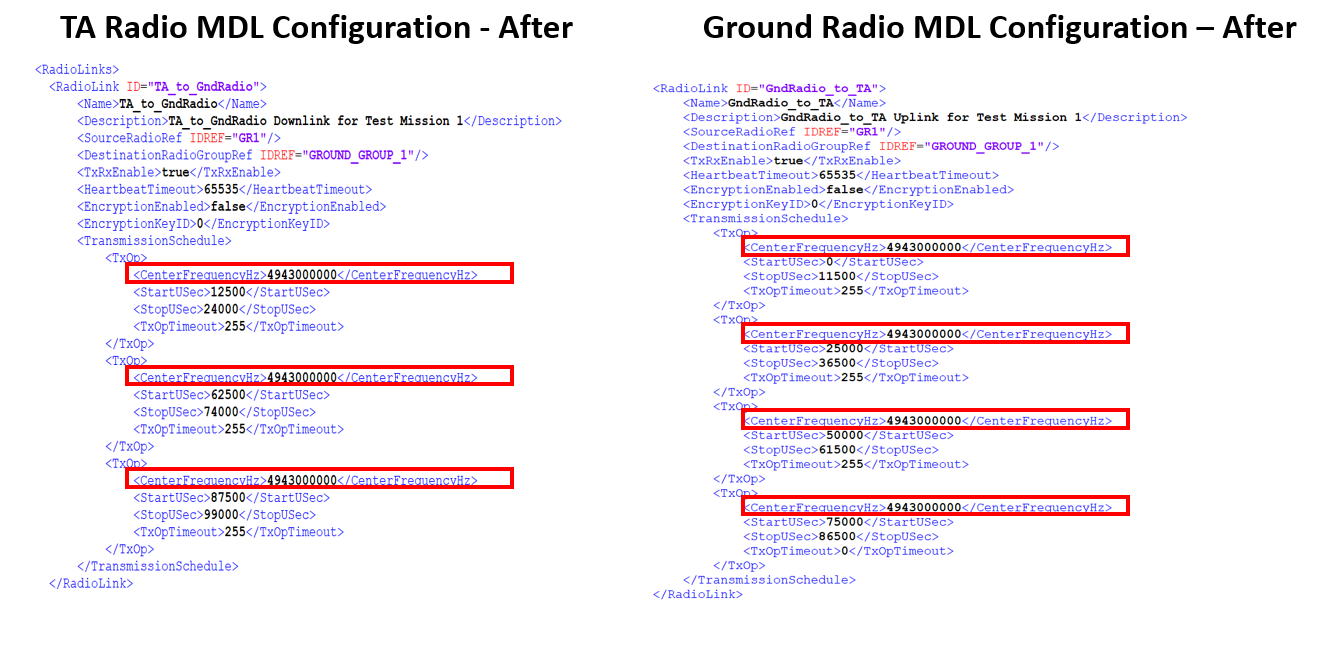 TA Radio MDL Configuration - After
<RadioLinks>
<RadioLink ID="TA_to_GndRadio">
<Name>TA_to_GndRadio</Name>
<Description>TA_to_GndRadio Downlink for Test Mission 1</Description>
<SourceRadioRef IDREF="GR1"/>
<DestinationRadioGroupRef IDREF="GROUND_GROUP_1"/>
<TxRxEnable>true</TxRxEnable>
<HeartbeatTimeout>65535</HeartbeatTimeout>
<EncryptionEnabled>false</EncryptionEnabled>
<EncryptionKeyID>0</EncryptionKeyID>
<TransmissionSchedule>
<TxOp>
<CenterFrequencyHz>4943000000</CenterFrequencyHz>
<StartUSec>12500</StartUSec>
<StopUSec>24000</StopUSec>
<TxOpTimeout>255</TxOpTimeout>
</TxOp>
<TxOp>
<CenterFrequencyHz>4943000000</CenterFrequencyHz>
<StartUSec>62500</StartUSec>
<StopUSec>74000</StopUSec>
<TxOpTimeout>255</TxOpTimeout>
</TxOp>
<TxOp>
<CenterFrequencyHz>4943000000</CenterFrequencyHz>
<StartUSec>87500</StartUSec>
<StopUSec>99000</StopUSec>
<TxOpTimeout>255</TxOpTimeout>
</TxOp>
</TransmissionSchedule>
</RadioLink>
Ground Radio MDL Configuration – After
<RadioLink ID="GndRadio_to_TA">
<Name>GndRadio_to_TA</Name>
<Description>GndRadio_to_TA Uplink for Test Mission 1</Description>
<SourceRadioRef IDREF="GR1"/>
<DestinationRadioGroupRef IDREF="GROUND_GROUP_1"/>
<TxRxEnable>true</TxRxEnable>
<HeartbeatTimeout>65535</HeartbeatTimeout>
<EncryptionEnabled>false</EncryptionEnabled>
<EncryptionKeyID>0</EncryptionKeyID>
<TransmissionSchedule>
<TxOp>
<CenterFrequencyHz>4943000000</CenterFrequencyHz>
<StartUSec>0</StartUSec>
<StopUSec>11500</StopUSec>
<TxOpTimeout>255</TxOpTimeout>
</TxOp>
<TxOp>
<CenterFrequencyHz>4943000000</CenterFrequencyHz>
<StartUSec>25000</StartUSec>
<StopUSec>36500</StopUSec>
<TxOpTimeout>255</TxOpTimeout>
</TxOp>
<TxOp>
<CenterFrequencyHz>4943000000</CenterFrequencyHz>
<StartUSec>50000</StartUSec>
<StopUSec>61500</StopUSec>
<TxOpTimeout>255</TxOpTimeout>
</TxOp>
<TxOp>
<CenterFrequencyHz>4943000000</CenterFrequencyHz>
<StartUSec>75000</StartUSec>
<StopUSec>86500</StopUSec>
<TxOpTimeout>0</TxOpTimeout>
</TxOp>
</TransmissionSchedule>
</RadioLink>